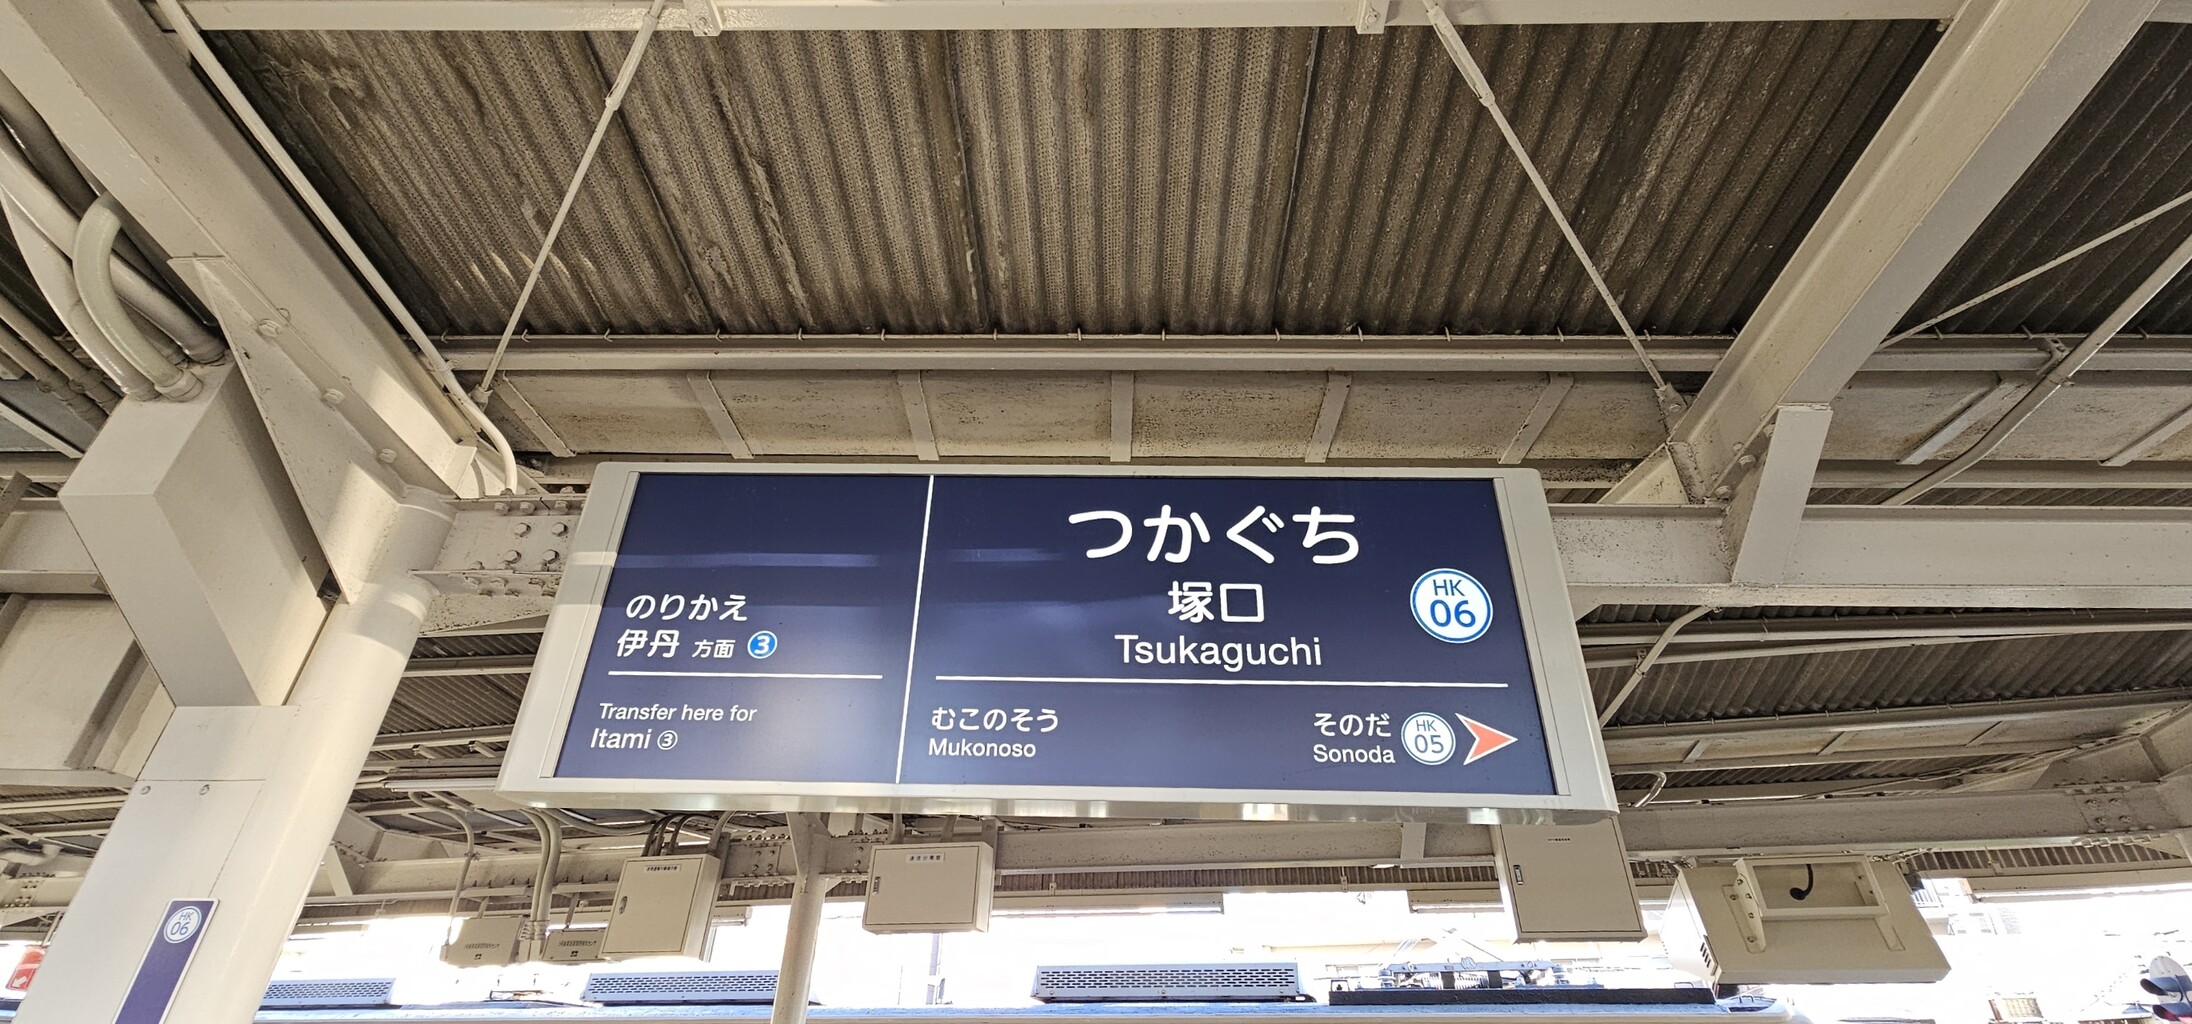 のりかえ
伊丹 方面 3
Transfer here for
Itami ③
つかぐち
塚口
Tsukaguchi
HK
06
むこのそう
Mukonoso
そのだ
Sonoda
HK
05
HK
06